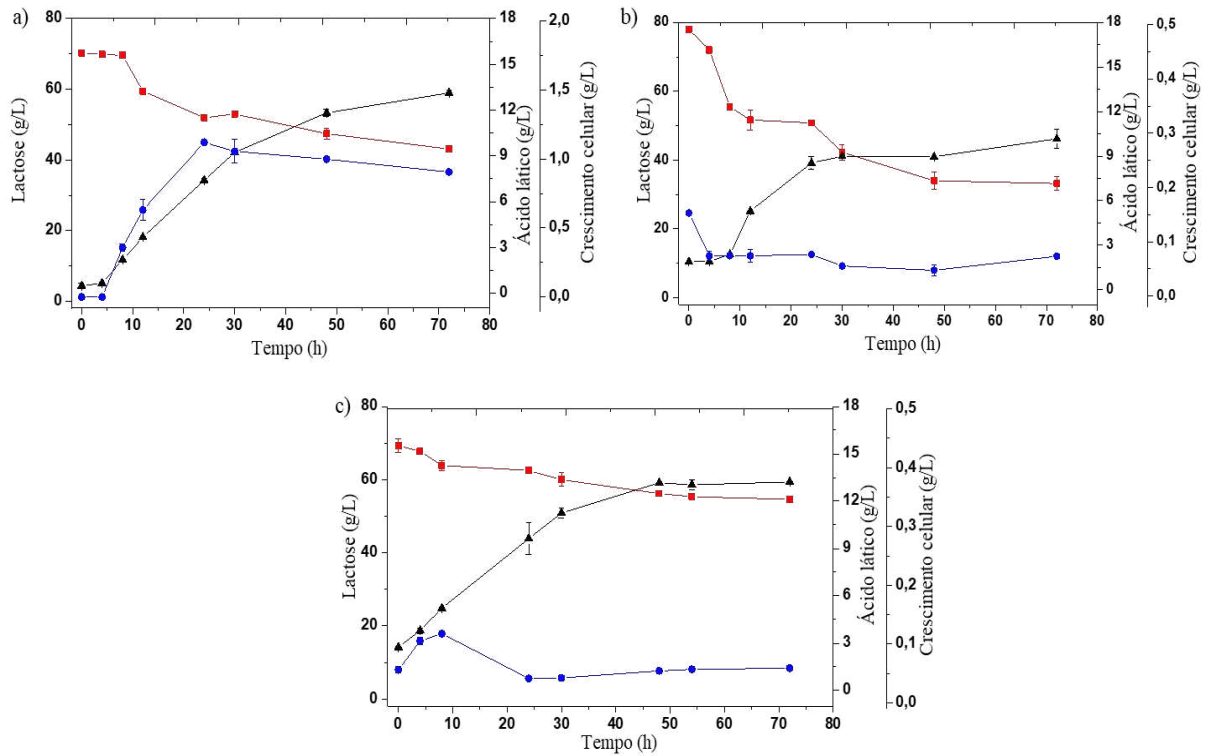 a)
Lactose (g/L)
80
60
40
20
0
0 10 20 30 40 50 60 70 80
Tempo (h)
18
15
12
9
6
3
0
Ácido lático (g/L)
2,0
1,5
1,0
0,5
0,0
Crescimento celular (g/L)
b)
Lactose (g/L)
80
60
40
20
0
0 10 20 30 40 50 60 70 80
Tempo (h)
18
15
12
9
6
3
0
Ácido lático (g/L)
0,5
0,4
0,3
0,2
0,1
0,0
Crescimento celular (g/L)
c)
Lactose (g/L)
80
60
40
20
0
0 10 20 30 40 50 60 70 80
Tempo (h)
18
15
12
9
6
3
0
Ácido lático (g/L)
0,5
0,4
0,3
0,2
0,1
0,0
Crescimento celular (g/L)